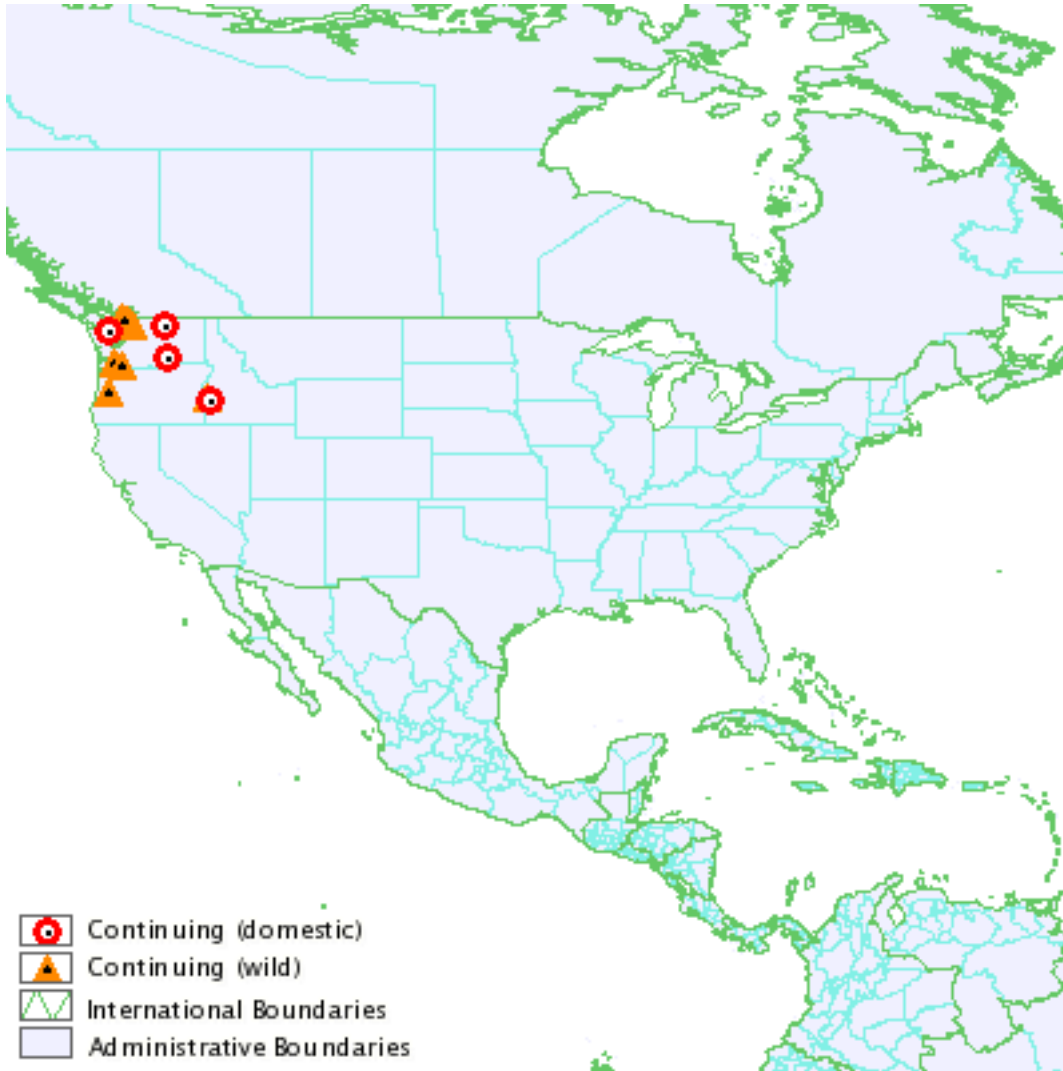 Continuing (domestic)
Continuing (wild)
International Boundaries
Administrative Boundaries